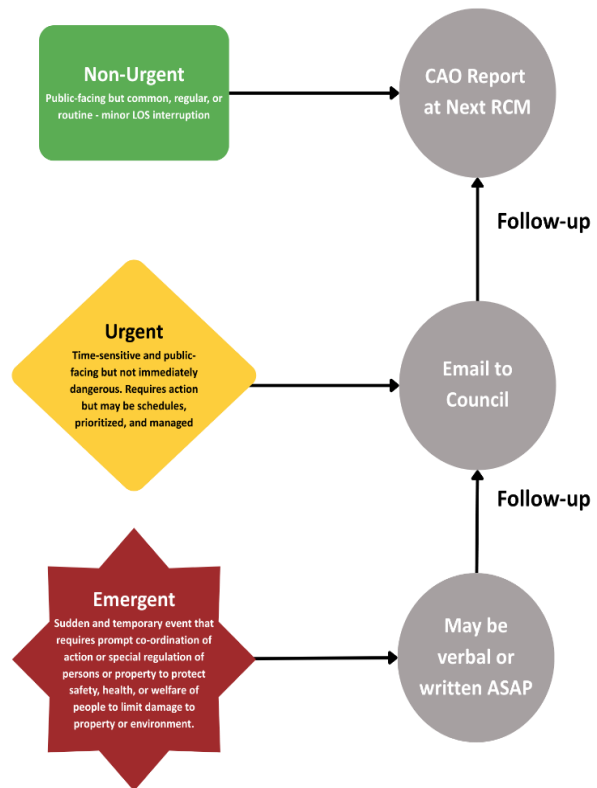 Non-Urgent
Public-facing but common, regular, or
routine - minor LOS interruption
CAO Report
at Next RCM
Follow-up
Urgent
Time-sensitive and public-
facing but not immediately
dangerous. Requires action
but may be schedules,
prioritized, and managed
Email to
Council
Follow-up
Emergent
Sudden and temporary event that
requires prompt co-ordination of
action or special regulation of
persons or property to protect
safety, health, or welfare of
people to limit damage to
property or environment.
May be
verbal or
written ASAP